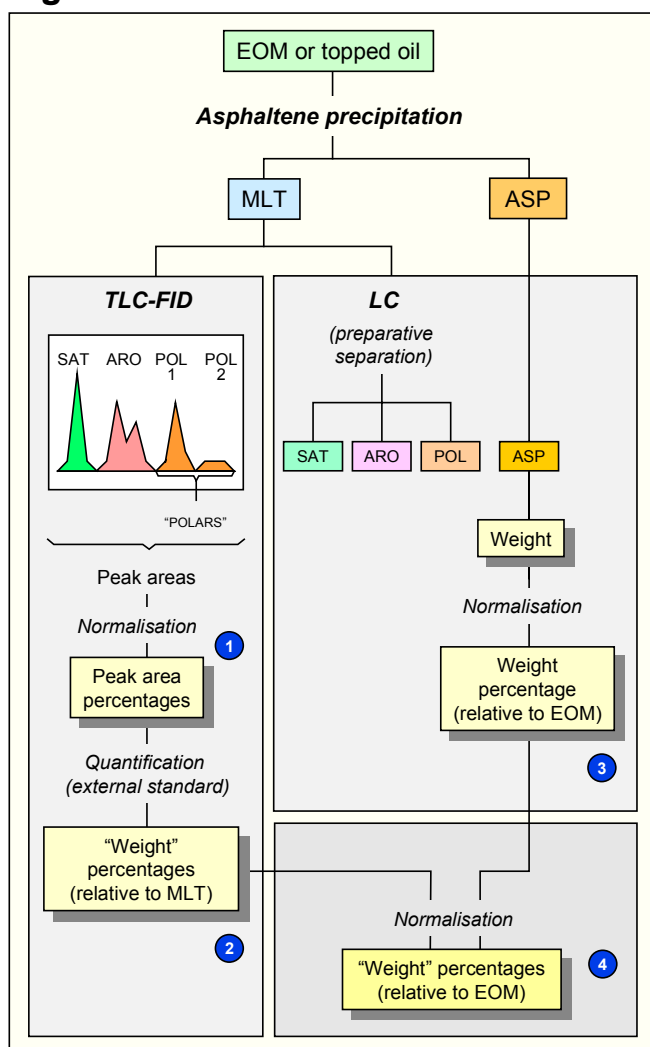 EOM or topped oil
Asphaltene precipitation
MLT
ASP
TLC-FID
SAT ARO POL POL
1 2
“POLARS”
Peak areas
Normalisation
1
Peak area
percentages
Quantification
(external standard)
“Weight”
percentages
(relative to MLT)
2
LC
(preparative
separation)
SAT
ARO
POL
ASP
Weight
Normalisation
Weight
percentage
(relative to EOM)
3
Normalisation
“Weight” percentages
(relative to EOM)
4